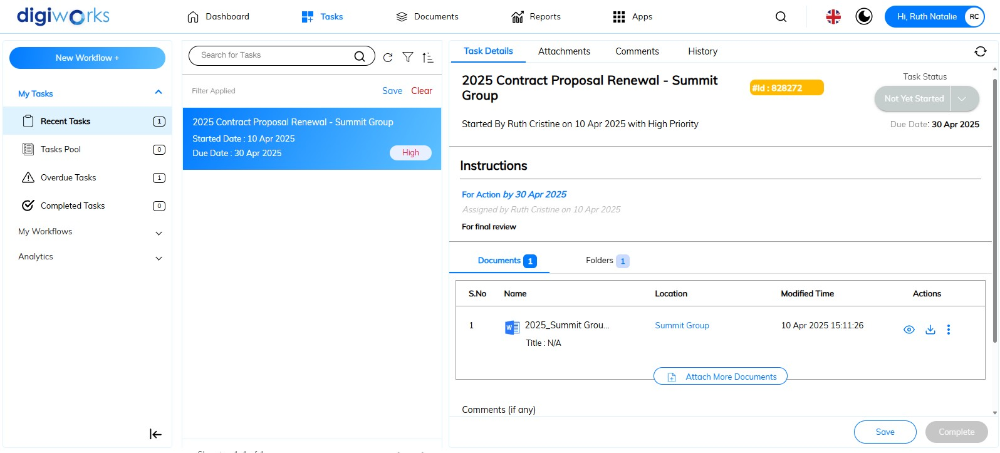 digiworks
Dashboard
Tasks
Documents
Reports
Apps
Hi, Ruth Natalie
RC
New Workflow +
My Tasks
Recent Tasks 1
Tasks Pool 0
Overdue Tasks 1
Completed Tasks 0
My Workflows
Analytics
Search for Tasks
Filter Applied Save Clear
2025 Contract Proposal Renewal - Summit Group
Started Date : 10 Apr 2025
Due Date : 30 Apr 2025
High
Task Details Attachments Comments History
2025 Contract Proposal Renewal - Summit
Group
#Id : 828272
Task Status
Not Yet Started
Started By Ruth Cristine on 10 Apr 2025 with High Priority
Due Date: 30 Apr 2025
Instructions
For Action by 30 Apr 2025
Assigned by Ruth Cristine on 10 Apr 2025
For final review
Documents 1 Folders 1
S.No Name Location Modified Time Actions
1 2025_Summit Grou... Summit Group 10 Apr 2025 15:11:26
Title : N/A
Attach More Documents
Comments (if any)
Save Complete